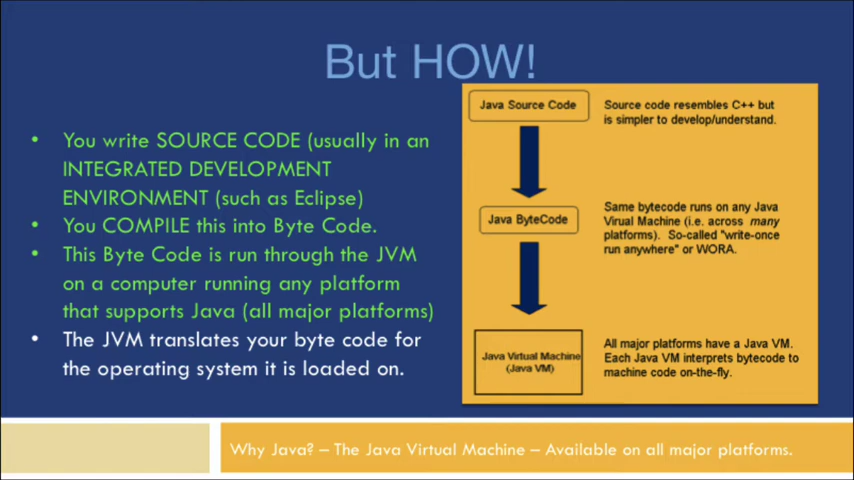 But HOW!
• You write SOURCE CODE (usually in an
INTEGRATED DEVELOPMENT
ENVIRONMENT (such as Eclipse)
• You COMPILE this into Byte Code.
• This Byte Code is run through the JVM
on a computer running any platform
that supports Java (all major platforms)
• The JVM translates your byte code for
the operating system it is loaded on.
Java Source Code
Source code resembles C++ but
is simpler to develop/understand.
Java ByteCode
Same bytecode runs on any Java
Virual Machine (i.e. across many
platforms). So-called "write-once
run anywhere" or WORA.
Java Virtual Machine
(Java VM)
All major platforms have a Java VM.
Each Java VM interprets bytecode to
machine code on-the-fly.
Why Java? – The Java Virtual Machine – Available on all major platforms.